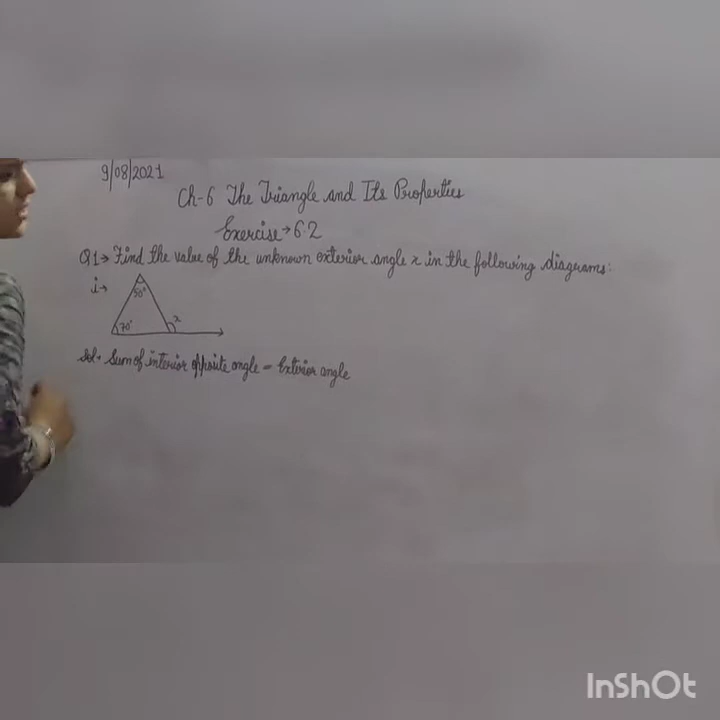 9/08/2021
Ch-6 The Triangle and Its Properties
Exercise → 6.2
Q1→ Find the value of the unknown exterior angle x in the following diagrams:
i→
50°
70°
x
Sol. Sum of interior opposite angle = Exterior angle
InShOt